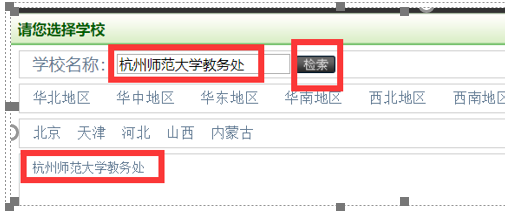 请您选择学校
学校名称： 杭州师范大学教务处 检索
华北地区 华中地区 华东地区 华南地区 西北地区 西南地区
北京 天津 河北 山西 内蒙古
杭州师范大学教务处